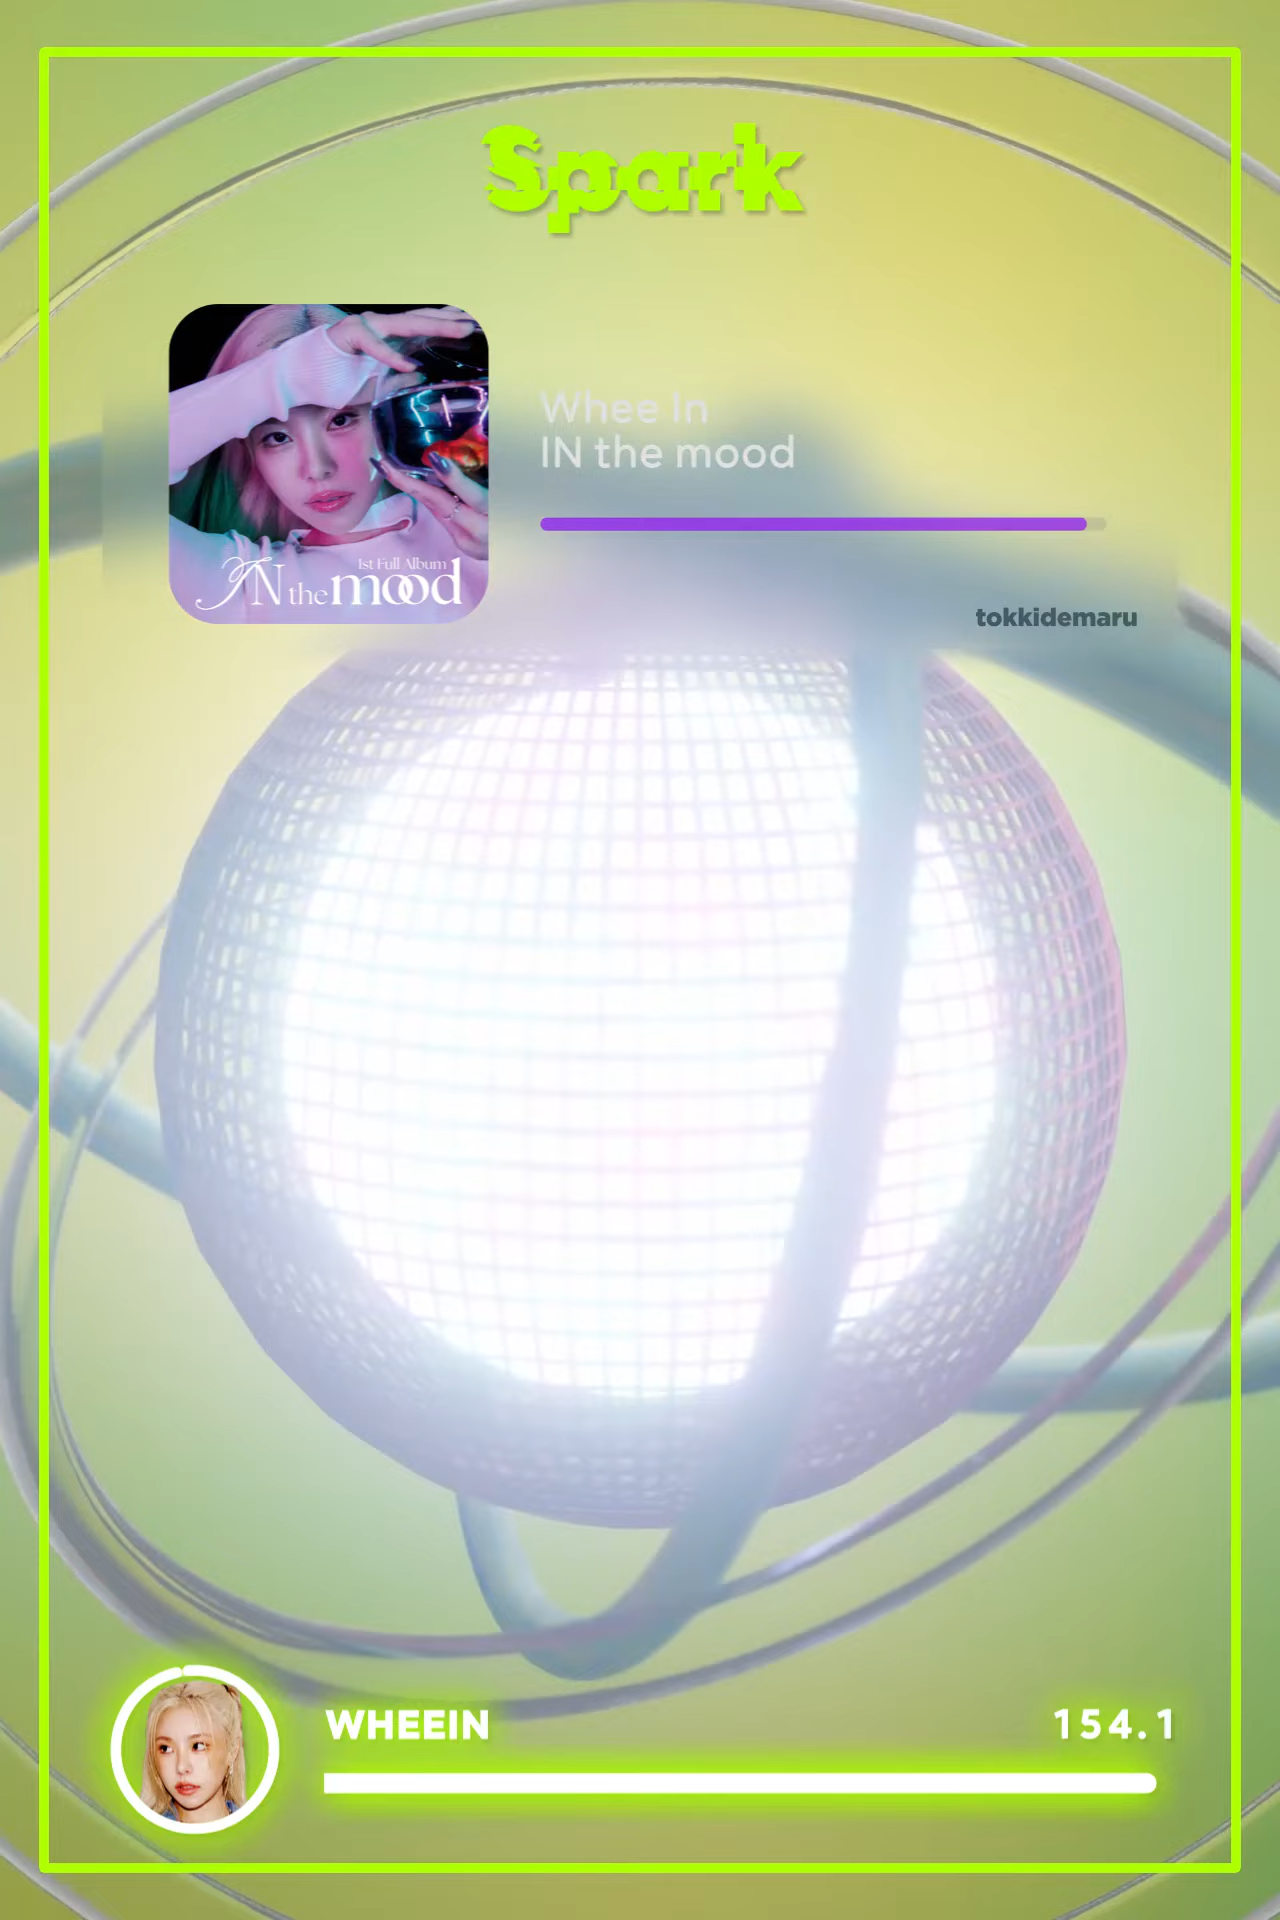 Spark
Whee In
IN the mood
1st Full Album
IN the mood
tokkidemaru
WHEEIN
154.1